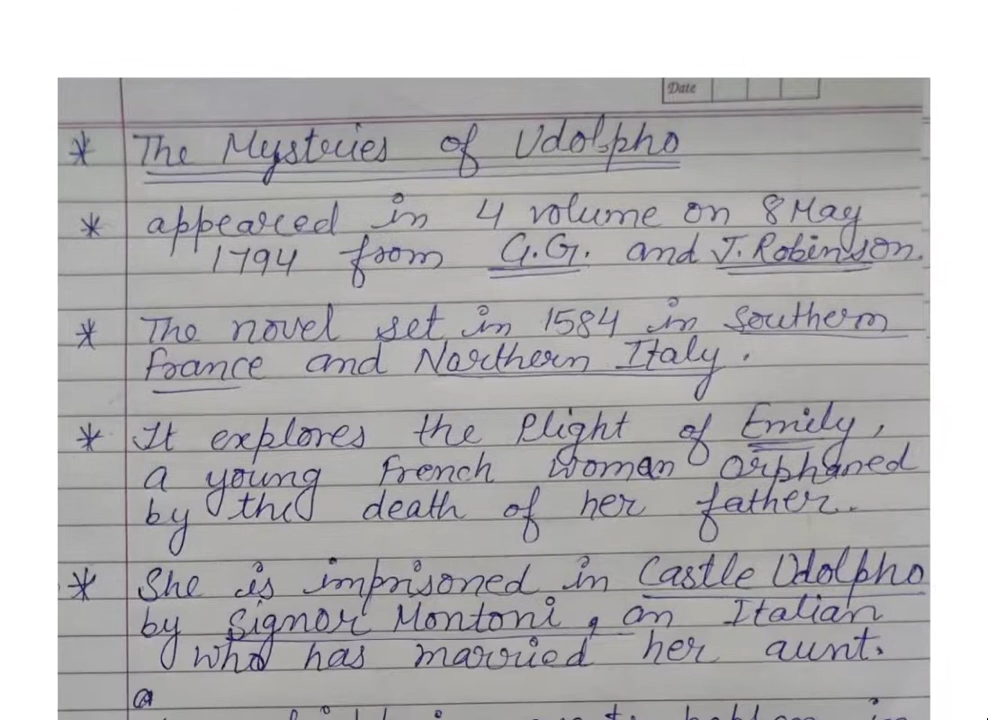 Date
* The Mysteries of Udolpho
* appeared in 4 volume on 8 May
1794 from G.G. and J. Robinson.
* The novel set in 1584 in Southern
France and Northern Italy.
* It explores the Plight of Emily,
a young French woman orphaned
by the death of her father.
* She is imprisoned in Castle Udolpho
by Signor Montoni, an Italian
who has married her aunt.